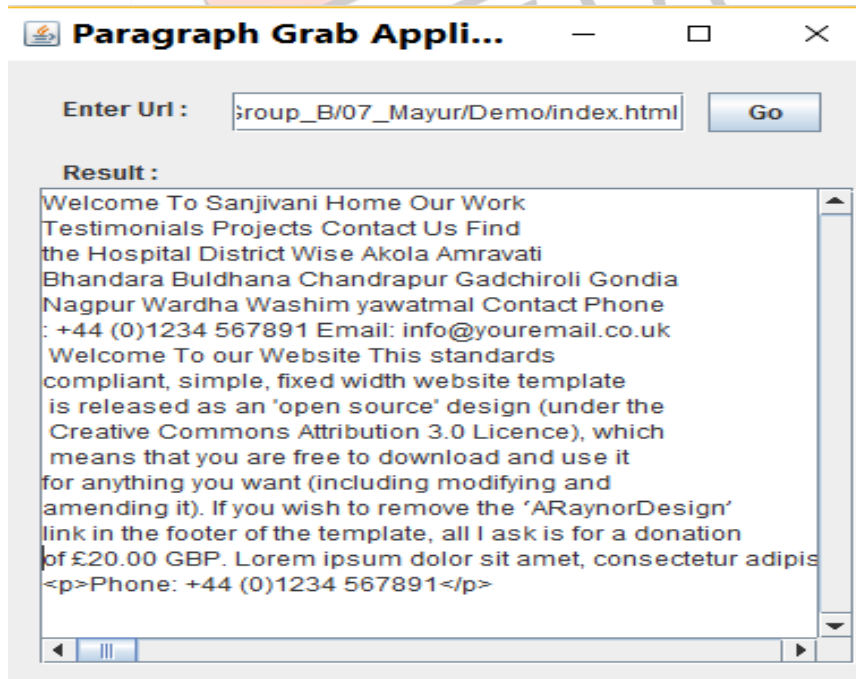 Paragraph Grab Appli...
Enter Url :
Group_B/07_Mayur/Demo/index.html
Go
Result :
Welcome To Sanjivani Home Our Work
Testimonials Projects Contact Us Find
the Hospital District Wise Akola Amravati
Bhandara Buldhana Chandrapur Gadchiroli Gondia
Nagpur Wardha Washim yawatmal Contact Phone
: +44 (0)1234 567891 Email: info@youremail.co.uk
Welcome To our Website This standards
compliant, simple, fixed width website template
is released as an 'open source' design (under the
Creative Commons Attribution 3.0 Licence), which
means that you are free to download and use it
for anything you want (including modifying and
amending it). If you wish to remove the ‘ARaynorDesign’
link in the footer of the template, all I ask is for a donation
of £20.00 GBP. Lorem ipsum dolor sit amet, consectetur adipis
<p>Phone: +44 (0)1234 567891</p>